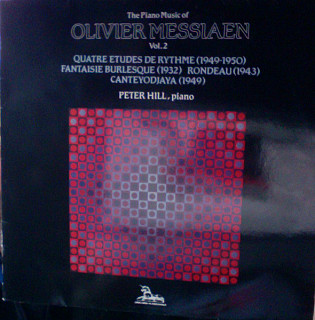 The Piano Music of
OLIVIER MESSIAEN
Vol. 2
QUATRE ETUDES DE RYTHME (1949-1950)
FANTAISIE BURLESQUE (1932) RONDEAU (1943)
CANTEYODJAYA (1949)
PETER HILL, piano